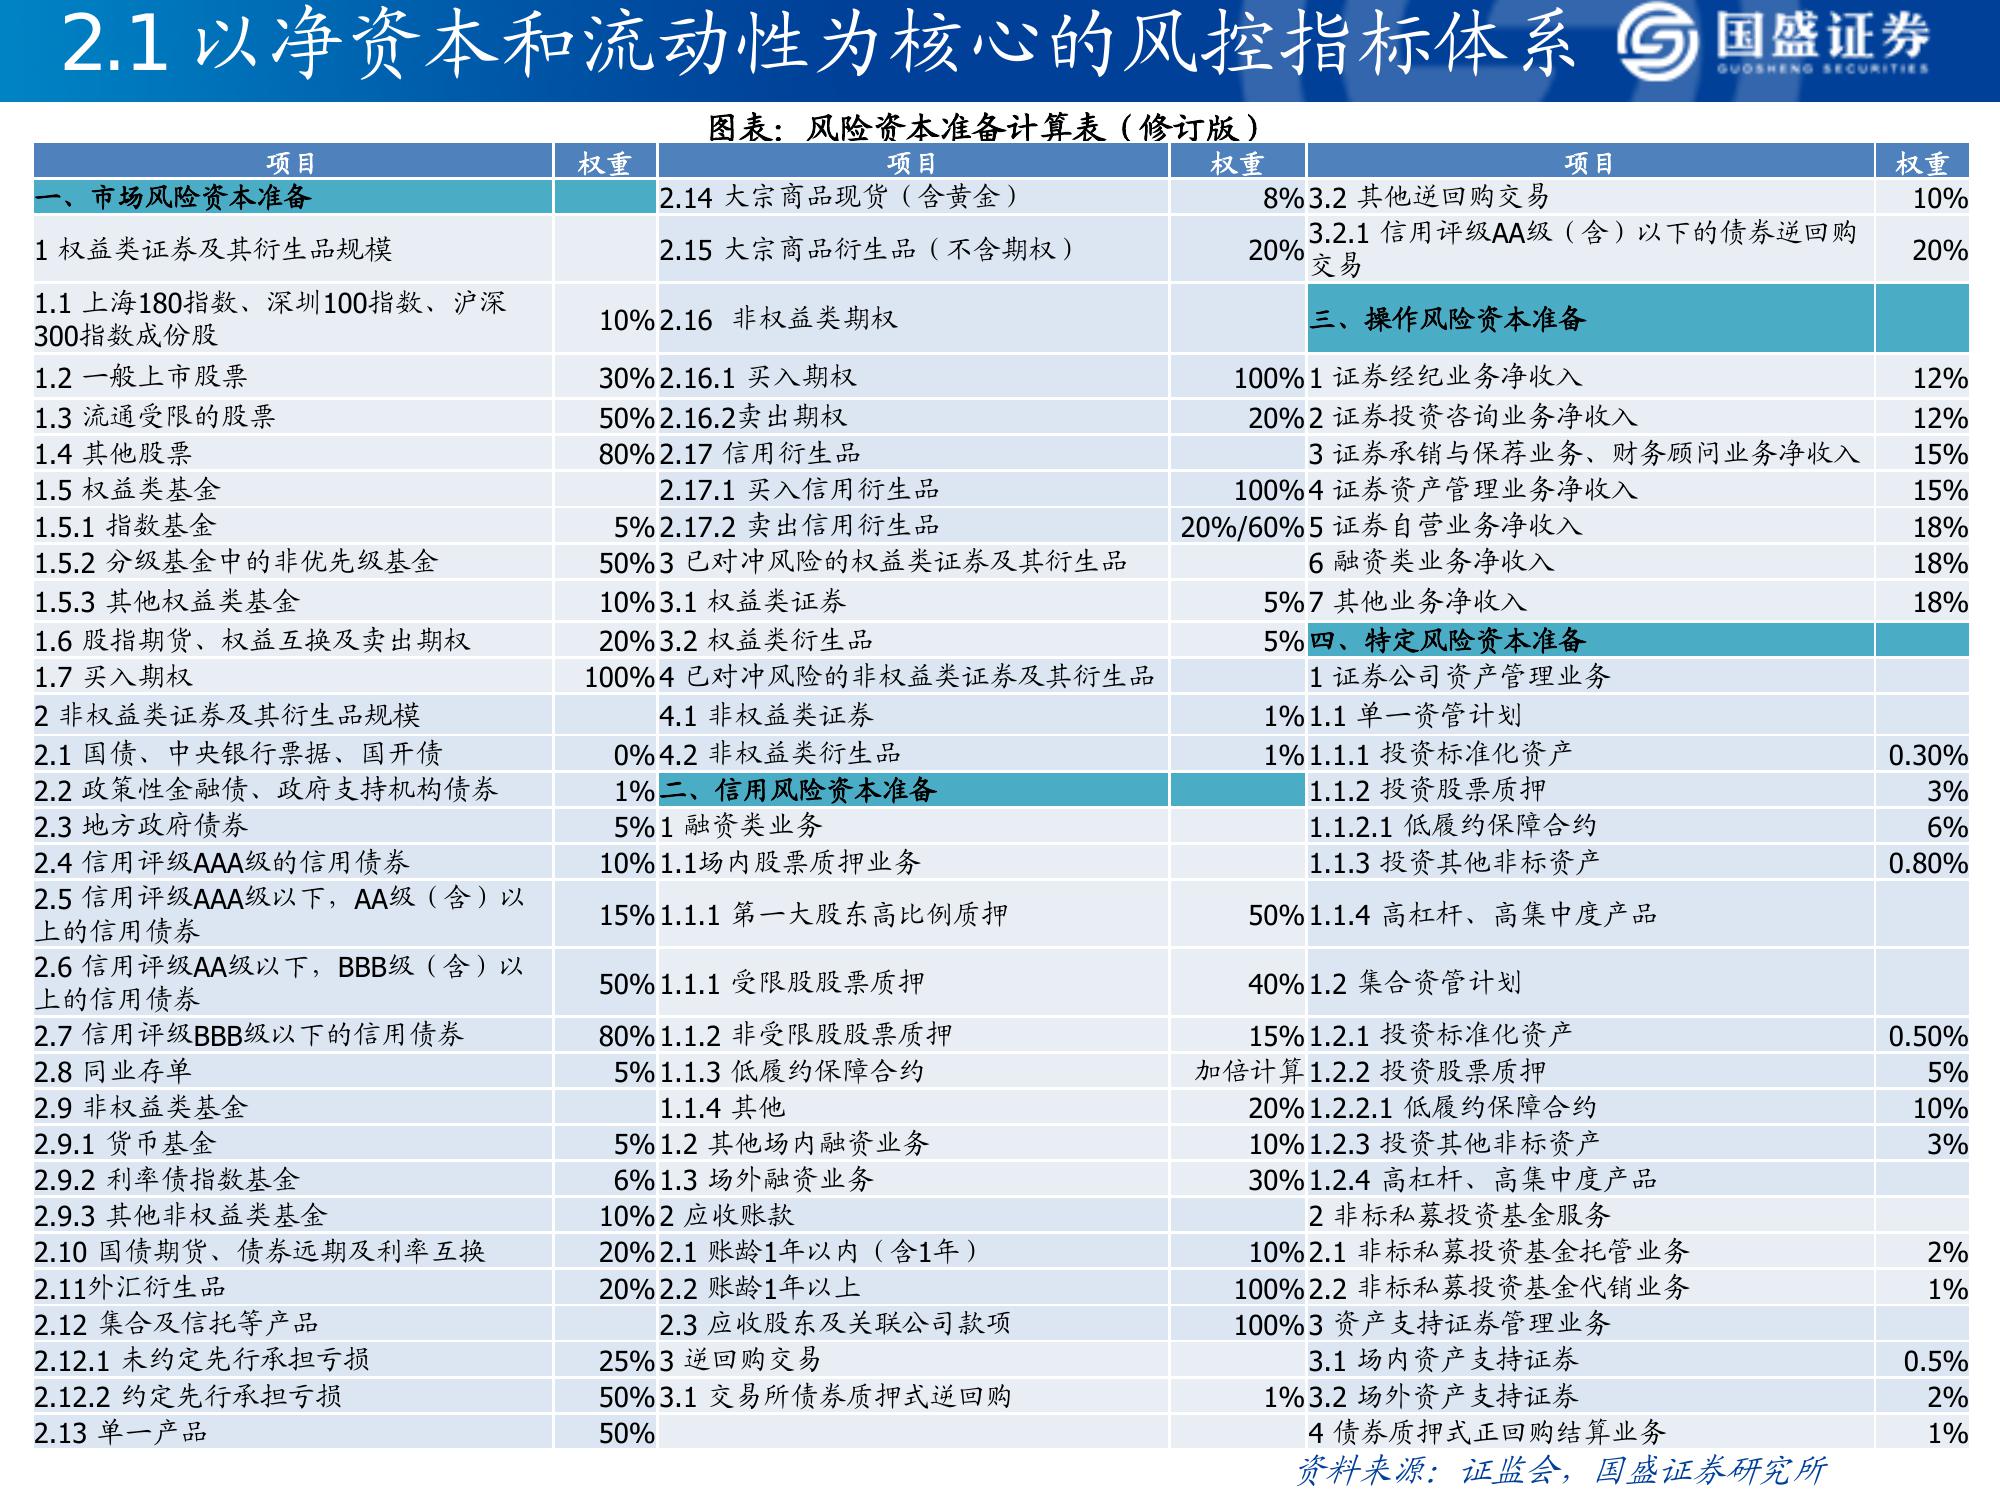 2.1 以净资本和流动性为核心的风控指标体系
国盛证券
GUOSHENG SECURITIES
图表：风险资本准备计算表（修订版）
项目 权重 项目 权重 项目 权重
一、市场风险资本准备 2.14 大宗商品现货（含黄金） 8% 3.2 其他逆回购交易 10%
1 权益类证券及其衍生品规模 2.15 大宗商品衍生品（不含期权） 20% 3.2.1 信用评级AA级（含）以下的债券逆回购
交易 20%
1.1 上海180指数、深圳100指数、沪深
300指数成份股 10% 2.16 非权益类期权 三、操作风险资本准备
1.2 一般上市股票 30% 2.16.1 买入期权 100% 1 证券经纪业务净收入 12%
1.3 流通受限的股票 50% 2.16.2卖出期权 20% 2 证券投资咨询业务净收入 12%
1.4 其他股票 80% 2.17 信用衍生品 3 证券承销与保荐业务、财务顾问业务净收入 15%
1.5 权益类基金 2.17.1 买入信用衍生品 100% 4 证券资产管理业务净收入 15%
1.5.1 指数基金 5% 2.17.2 卖出信用衍生品 20%/60% 5 证券自营业务净收入 18%
1.5.2 分级基金中的非优先级基金 50% 3 已对冲风险的权益类证券及其衍生品 6 融资类业务净收入 18%
1.5.3 其他权益类基金 10% 3.1 权益类证券 5% 7 其他业务净收入 18%
1.6 股指期货、权益互换及卖出期权 20% 3.2 权益类衍生品 5% 四、特定风险资本准备
1.7 买入期权 100% 4 已对冲风险的非权益类证券及其衍生品 1 证券公司资产管理业务
2 非权益类证券及其衍生品规模 4.1 非权益类证券 1% 1.1 单一资管计划
2.1 国债、中央银行票据、国开债 0% 4.2 非权益类衍生品 1% 1.1.1 投资标准化资产 0.30%
2.2 政策性金融债、政府支持机构债券 1% 二、信用风险资本准备 1.1.2 投资股票质押 3%
2.3 地方政府债券 5% 1 融资类业务 1.1.2.1 低履约保障合约 6%
2.4 信用评级AAA级的信用债券 10% 1.1场内股票质押业务 1.1.3 投资其他非标资产 0.80%
2.5 信用评级AAA级以下，AA级（含）以
上的信用债券 15% 1.1.1 第一大股东高比例质押 50% 1.1.4 高杠杆、高集中度产品
2.6 信用评级AA级以下，BBB级（含）以
上的信用债券 50% 1.1.1 受限股股票质押 40% 1.2 集合资管计划
2.7 信用评级BBB级以下的信用债券 80% 1.1.2 非受限股股票质押 15% 1.2.1 投资标准化资产 0.50%
2.8 同业存单 5% 1.1.3 低履约保障合约 加倍计算 1.2.2 投资股票质押 5%
2.9 非权益类基金 1.1.4 其他 20% 1.2.2.1 低履约保障合约 10%
2.9.1 货币基金 5% 1.2 其他场内融资业务 10% 1.2.3 投资其他非标资产 3%
2.9.2 利率债指数基金 6% 1.3 场外融资业务 30% 1.2.4 高杠杆、高集中度产品
2.9.3 其他非权益类基金 10% 2 应收账款 2 非标私募投资基金服务
2.10 国债期货、债券远期及利率互换 20% 2.1 账龄1年以内（含1年） 10% 2.1 非标私募投资基金托管业务 2%
2.11外汇衍生品 20% 2.2 账龄1年以上 100% 2.2 非标私募投资基金代销业务 1%
2.12 集合及信托等产品 2.3 应收股东及关联公司款项 100% 3 资产支持证券管理业务
2.12.1 未约定先行承担亏损 25% 3 逆回购交易 3.1 场内资产支持证券 0.5%
2.12.2 约定先行承担亏损 50% 3.1 交易所债券质押式逆回购 1% 3.2 场外资产支持证券 2%
2.13 单一产品 50% 4 债券质押式正回购结算业务 1%
资料来源：证监会，国盛证券研究所